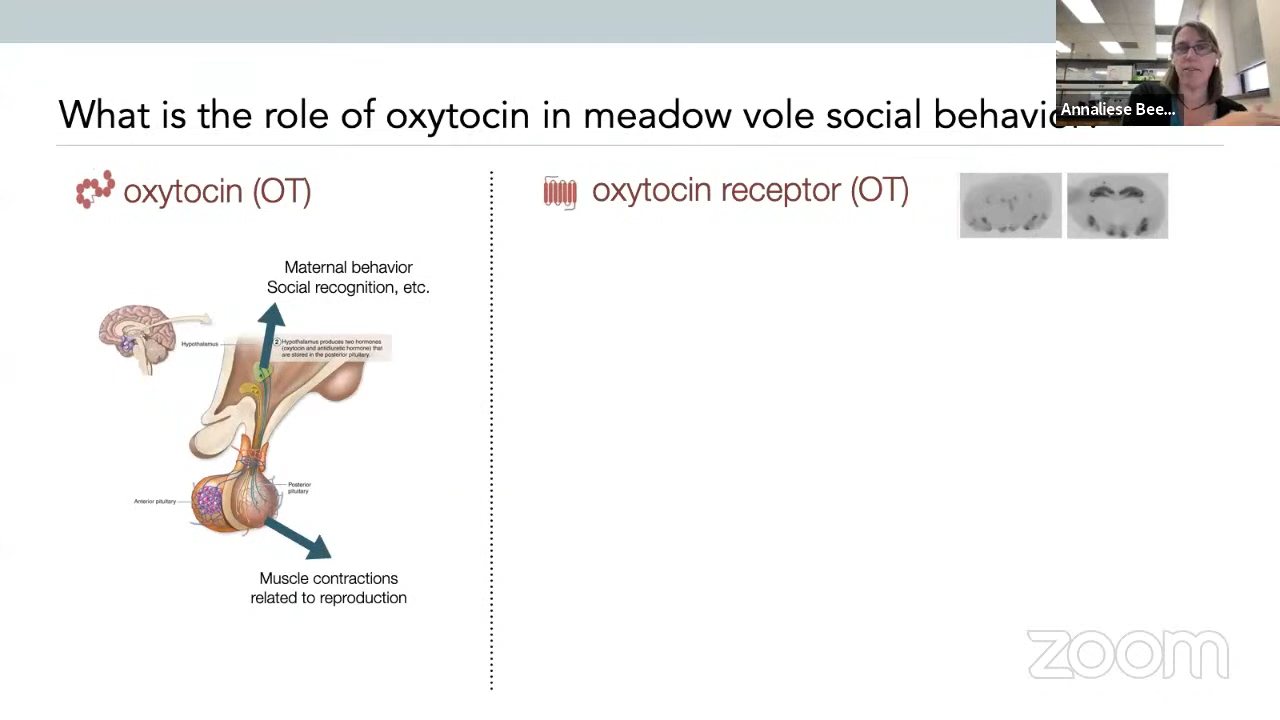 What is the role of oxytocin in meadow vole social behavior?
Annaliese Bee...
oxytocin (OT)
oxytocin receptor (OT)
Maternal behavior
Social recognition, etc.
Hypothalamus
2 Hypothalamus produces two hormones
(oxytocin and antidiuretic hormone) that
are stored in the posterior pituitary.
Posterior
pituitary
Anterior pituitary
Muscle contractions
related to reproduction
zoom